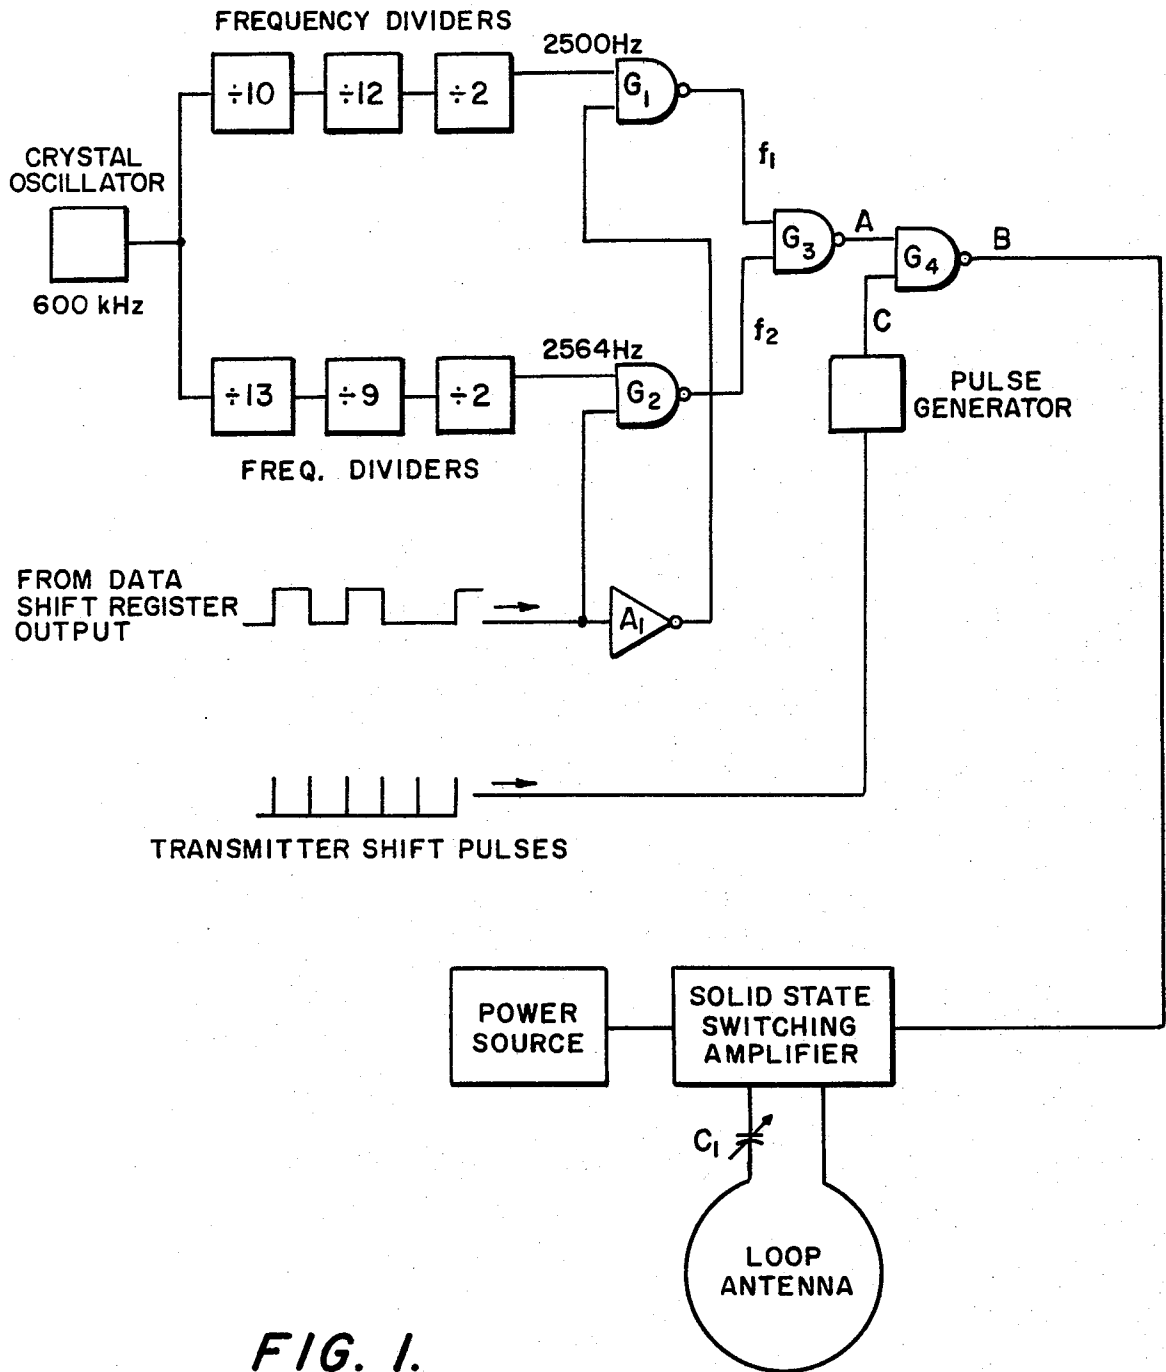 FREQUENCY DIVIDERS
÷10
÷12
÷2
2500Hz
G₁
f₁
CRYSTAL
OSCILLATOR
600 kHz
G₃
A
G₄
B
C
f₂
÷13
÷9
÷2
2564Hz
G₂
PULSE
GENERATOR
FREQ. DIVIDERS
FROM DATA
SHIFT REGISTER
OUTPUT
A₁
TRANSMITTER SHIFT PULSES
POWER
SOURCE
SOLID STATE
SWITCHING
AMPLIFIER
C₁
LOOP
ANTENNA
FIG. 1.